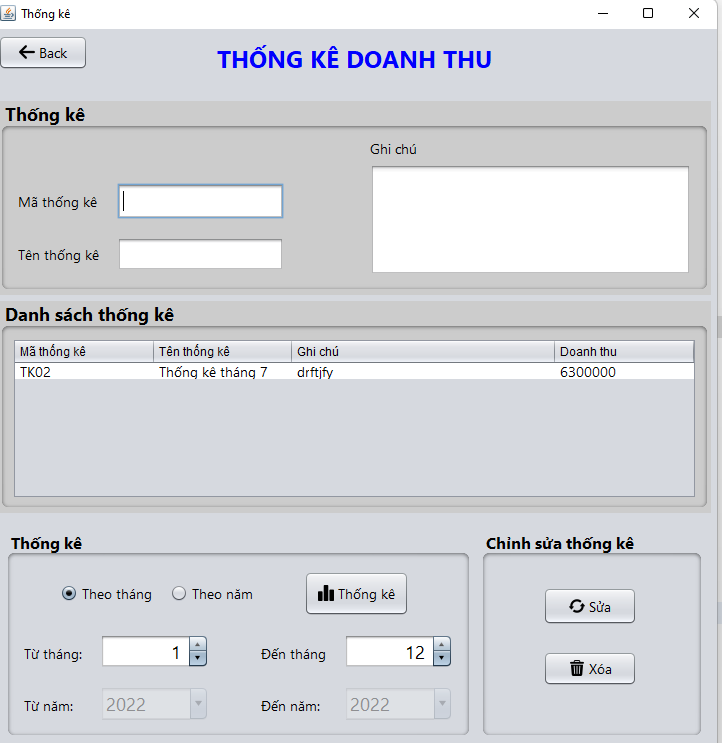 Thống kê
Back
THỐNG KÊ DOANH THU
Thống kê
Ghi chú
Mã thống kê
Tên thống kê
Danh sách thống kê
Mã thống kê Tên thống kê Ghi chú Doanh thu
TK02 Thống kê tháng 7 drftjfy 6300000
Thống kê
Theo tháng Theo năm Thống kê
Từ tháng: 1 Đến tháng 12
Từ năm: 2022 Đến năm: 2022
Chỉnh sửa thống kê
Sửa
Xóa